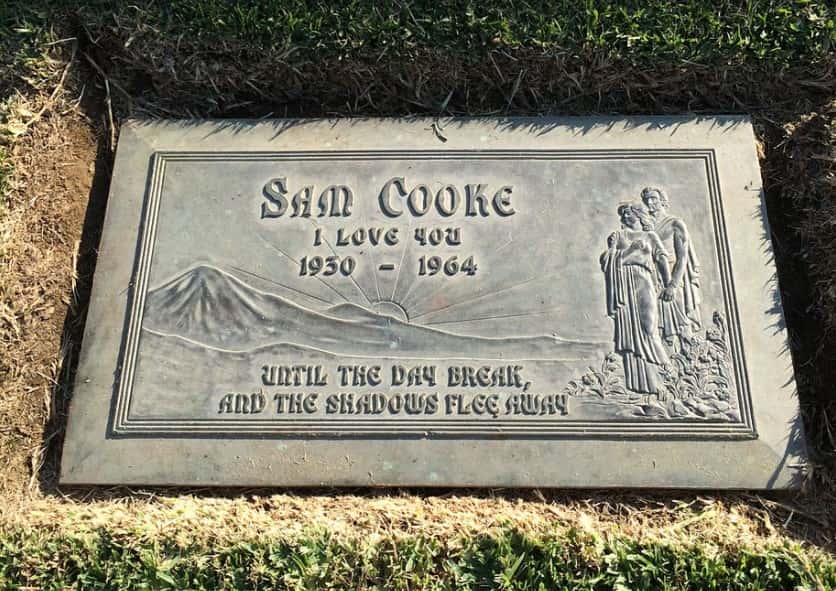 Sam Cooke
I LOVE YOU
1930 – 1964
UNTIL THE DAY BREAK,
AND THE SHADOWS FLEE AWAY